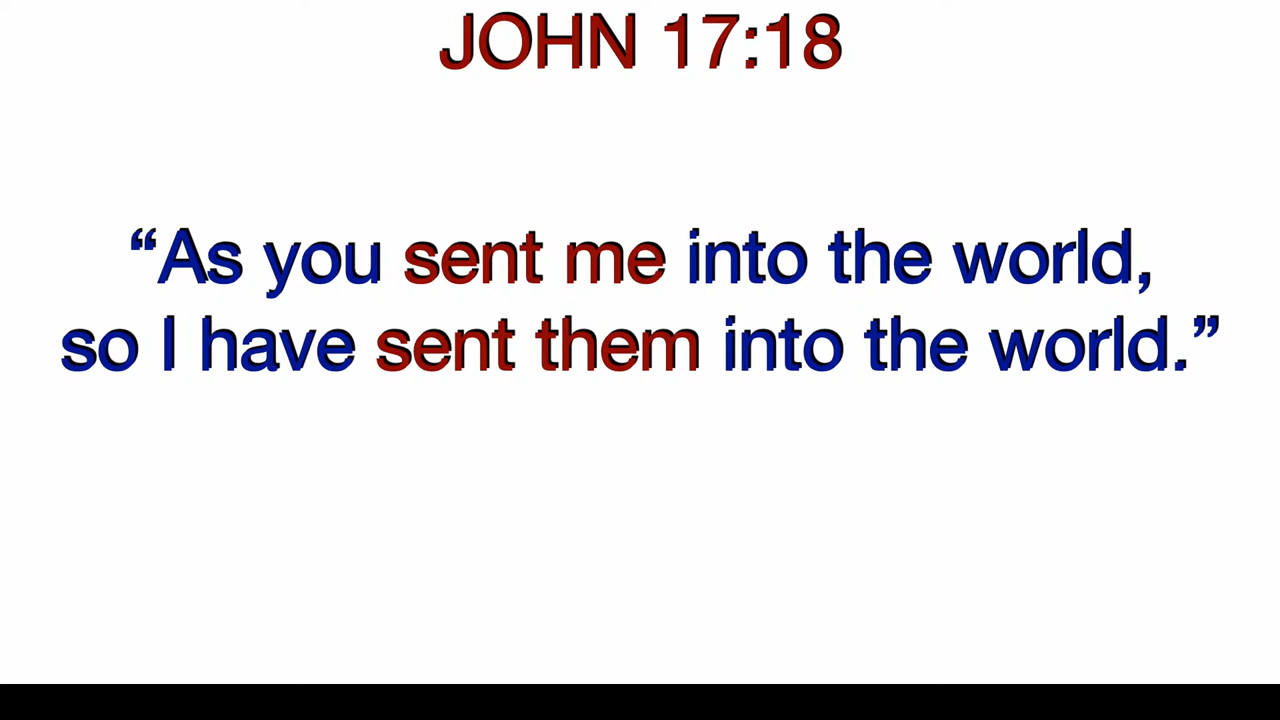 JOHN 17:18
“As you sent me into the world,
so I have sent them into the world.”